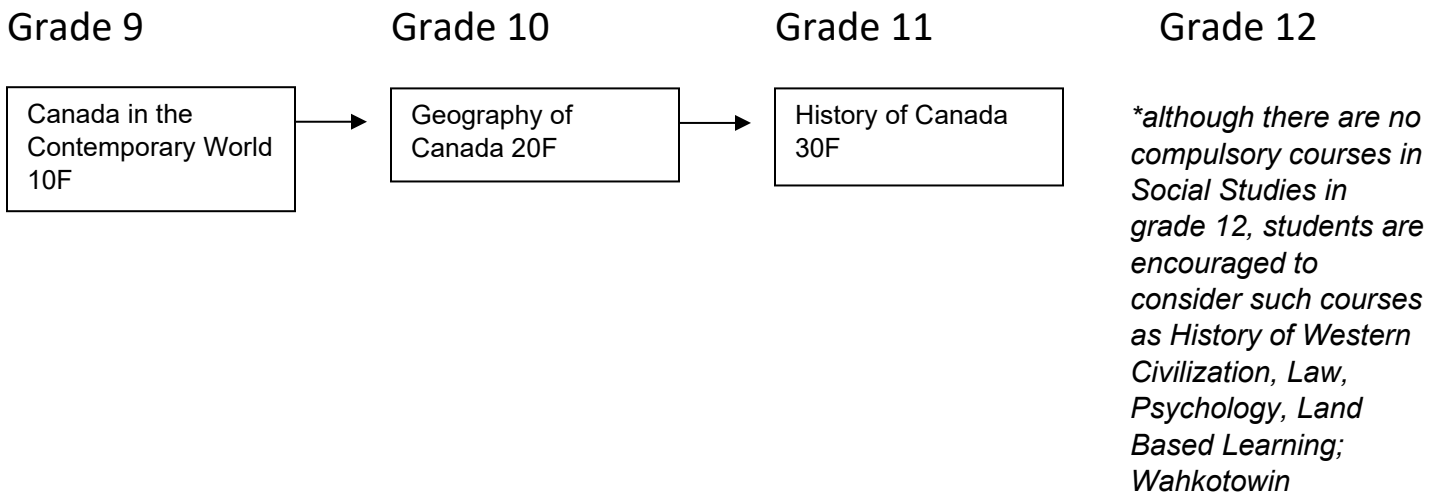 Grade 9
Grade 10
Grade 11
Grade 12
Canada in the
Contemporary World
10F
Geography of
Canada 20F
History of Canada
30F
*although there are no
compulsory courses in
Social Studies in
grade 12, students are
encouraged to
consider such courses
as History of Western
Civilization, Law,
Psychology, Land
Based Learning;
Wahkotowin